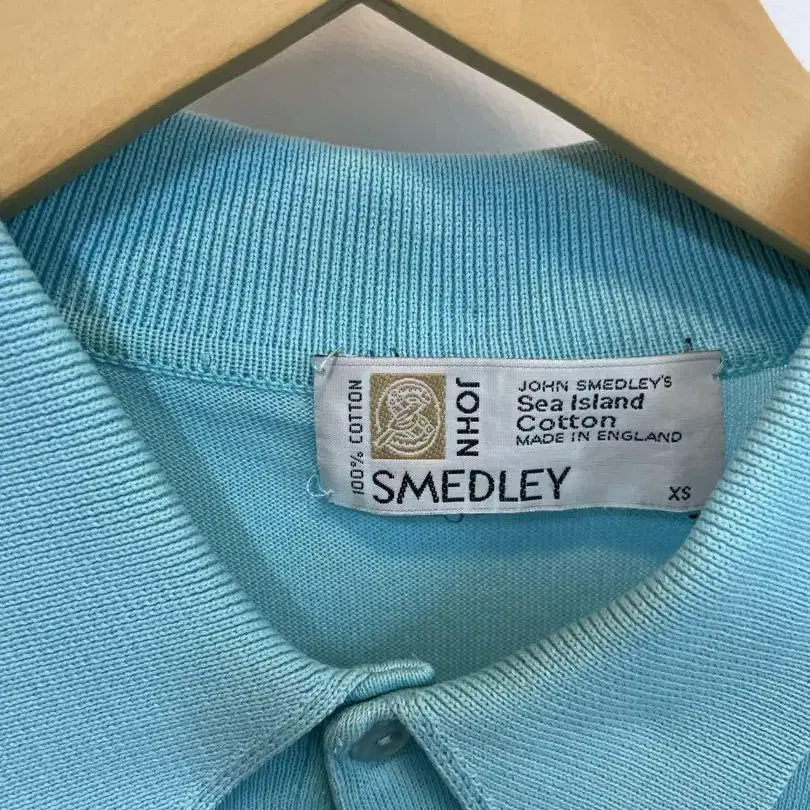 100% COTTON
JOHN
SMEDLEY
JOHN SMEDLEY'S
Sea Island
Cotton
MADE IN ENGLAND
XS